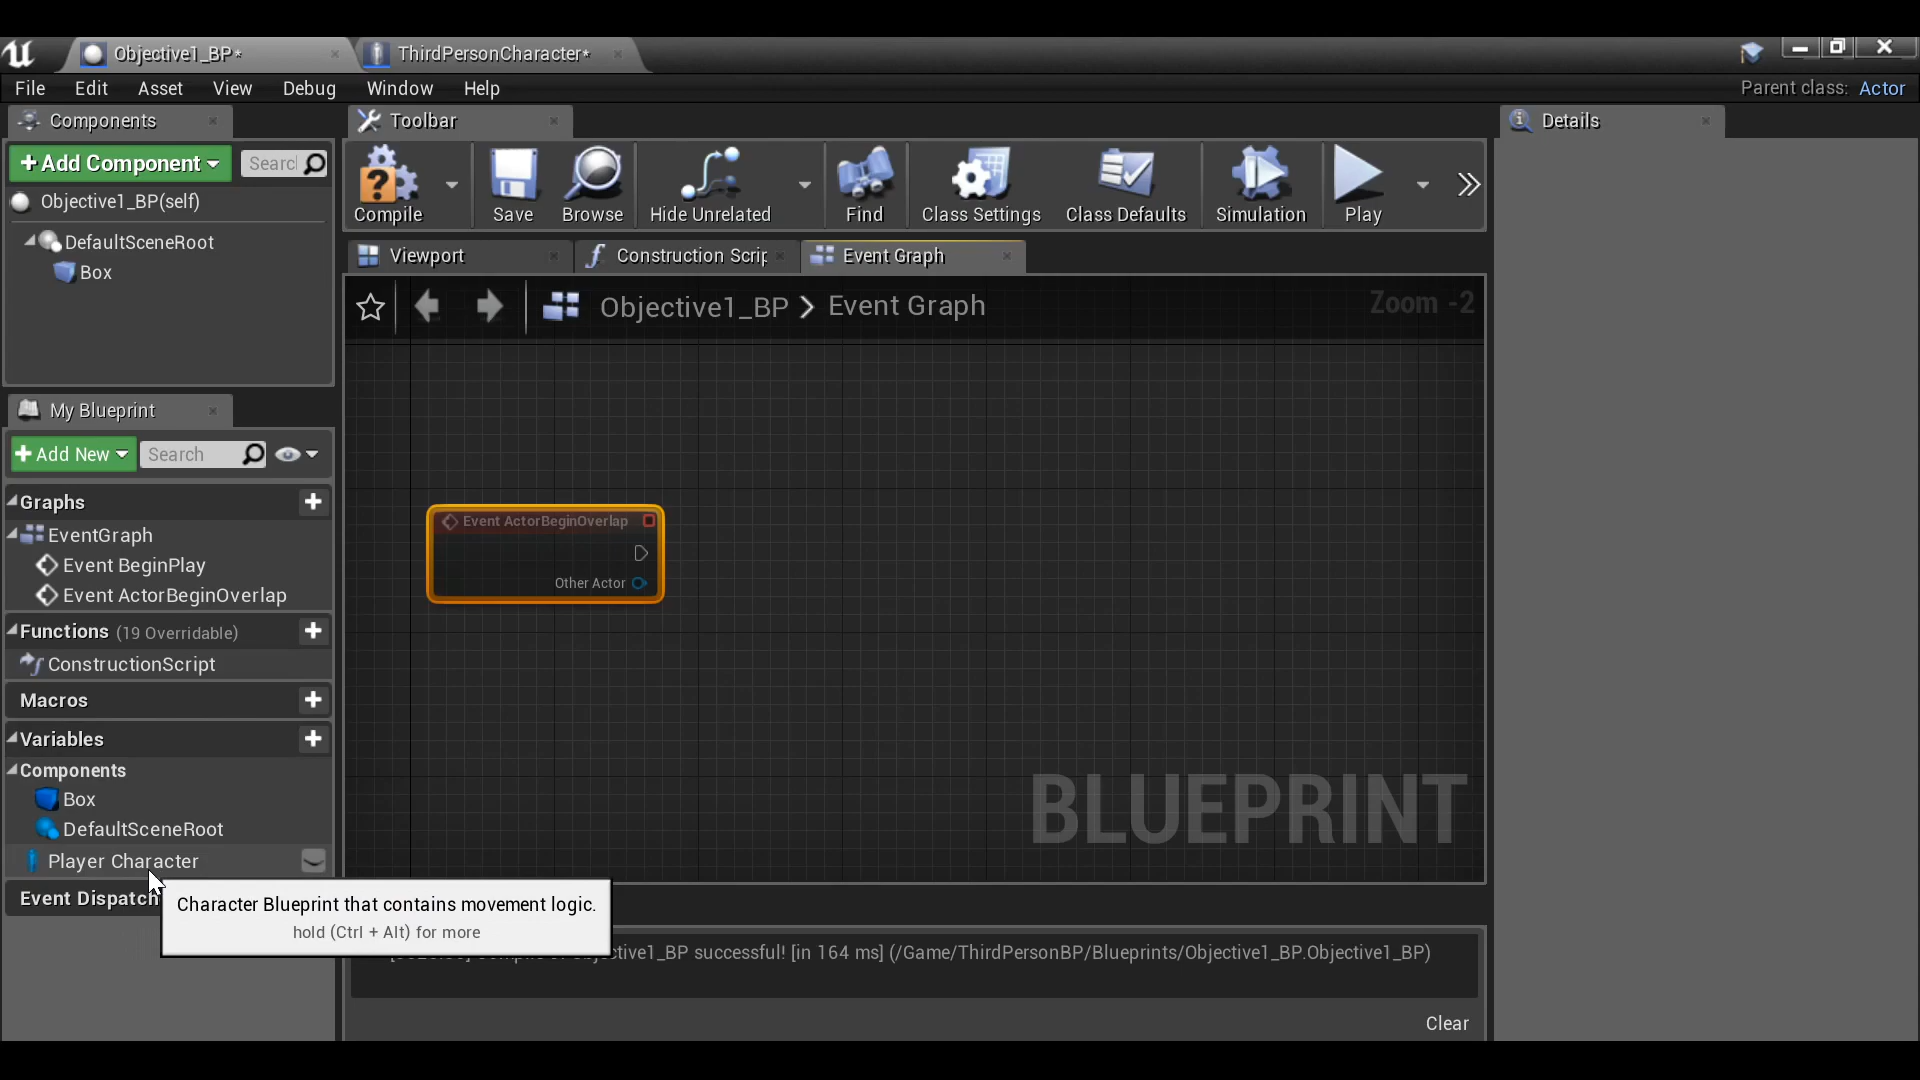 Objective1_BP*
ThirdPersonCharacter*
File Edit Asset View Debug Window Help
Parent class: Actor
Components
Toolbar
Details
+Add Component
Searc
Objective1_BP(self)
DefaultSceneRoot
Box
Compile
Save
Browse
Hide Unrelated
Find
Class Settings
Class Defaults
Simulation
Play
Viewport
Construction Scrip
Event Graph
Objective1_BP > Event Graph
Zoom -2
My Blueprint
+Add New
Search
Graphs
EventGraph
Event BeginPlay
Event ActorBeginOverlap
Functions (19 Overridable)
ConstructionScript
Macros
Variables
Components
Box
DefaultSceneRoot
Player Character
Event Dispatch
Event ActorBeginOverlap
Other Actor
BLUEPRINT
Character Blueprint that contains movement logic.
hold (Ctrl + Alt) for more
ctive1_BP successful! [in 164 ms] (/Game/ThirdPersonBP/Blueprints/Objective1_BP.Objective1_BP)
Clear